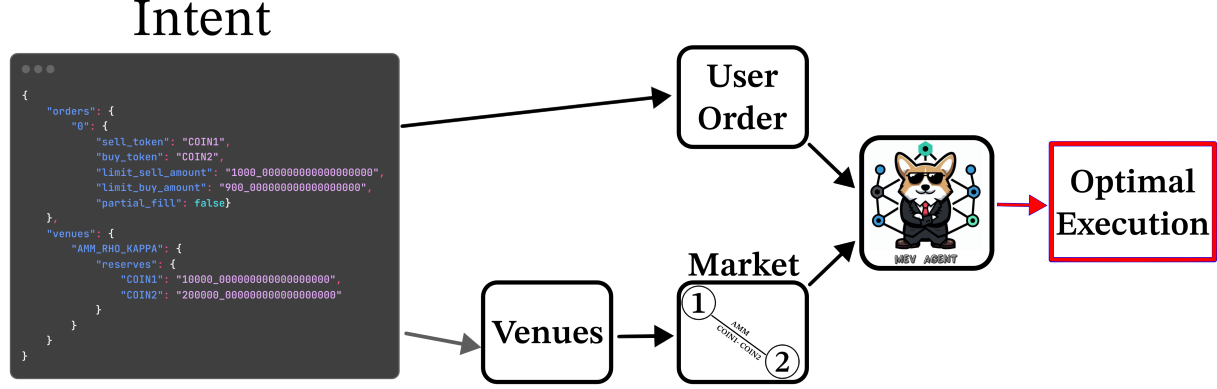 Intent
{
"orders": {
"0": {
"sell_token": "COIN1",
"buy_token": "COIN2",
"limit_sell_amount": "1000_000000000000000000",
"limit_buy_amount": "900_000000000000000000",
"partial_fill": false}
},
"venues": {
"AMM_RHO_KAPPA": {
"reserves": {
"COIN1": "10000_000000000000000000",
"COIN2": "200000_000000000000000000"
}
}
}
}
User
Order
Venues
Market
1
AMM
COIN1- COIN2
2
MEV AGENT
Optimal
Execution